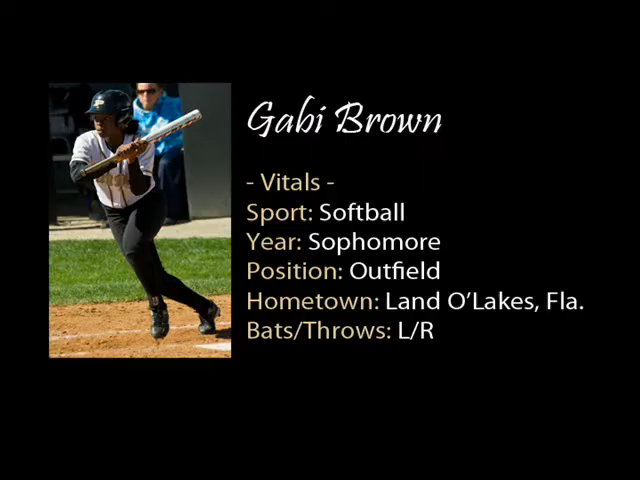 Gabi Brown
- Vitals -
Sport: Softball
Year: Sophomore
Position: Outfield
Hometown: Land O'Lakes, Fla.
Bats/Throws: L/R